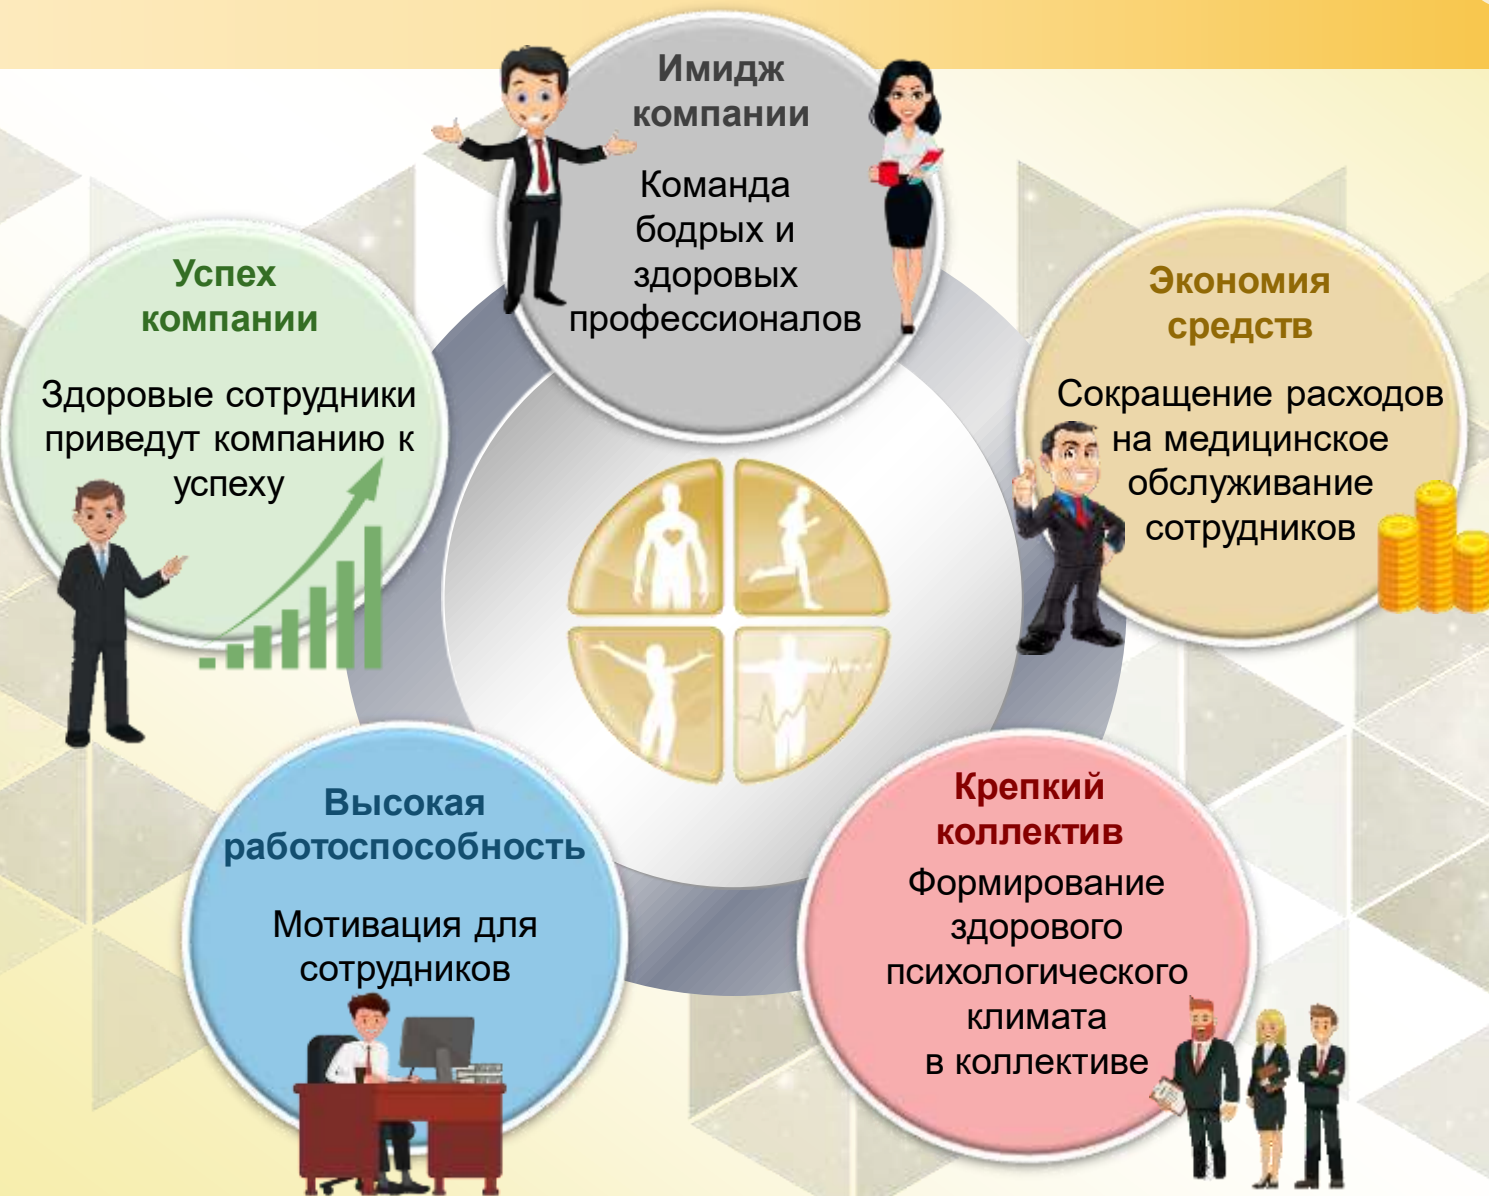 Имидж
компании
Команда
бодрых и
здоровых
профессионалов
Успех
компании
Здоровые сотрудники
приведут компанию к
успеху
Экономия
средств
Сокращение расходов
на медицинское
обслуживание
сотрудников
Высокая
работоспособность
Мотивация для
сотрудников
Крепкий
коллектив
Формирование
здорового
психологического
климата
в коллективе